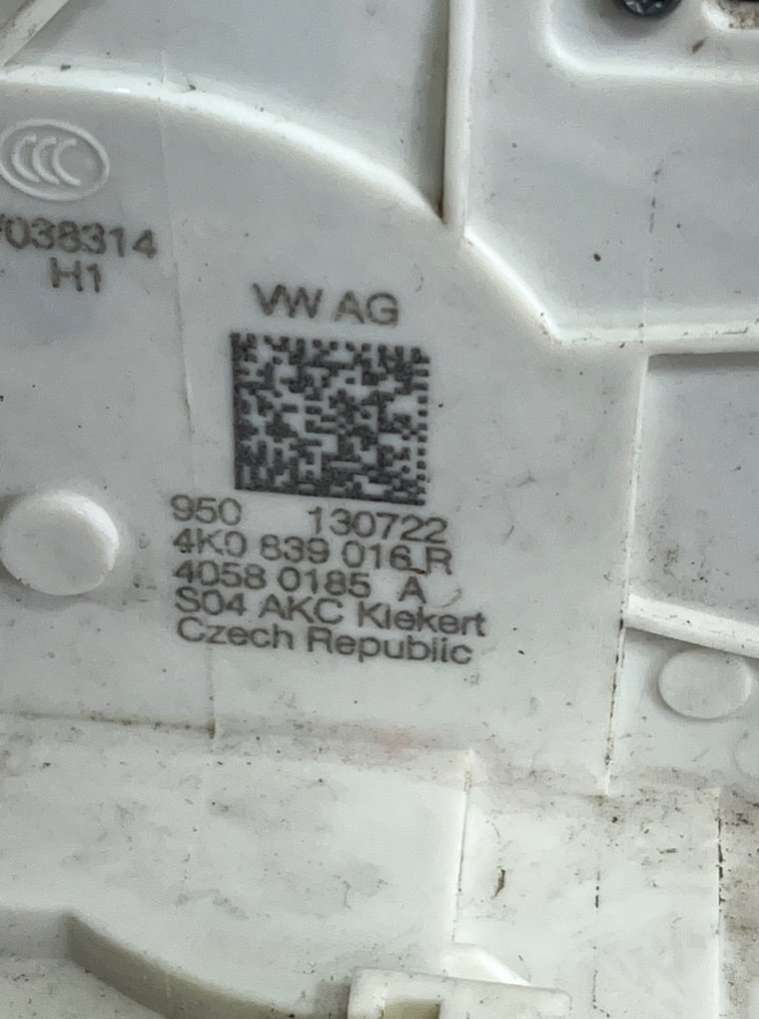 CCC
038314
H1
VW AG
950 130722
4K0 839 016 R
4058 0185 A
S04 AKC Kiekert
Czech Republic